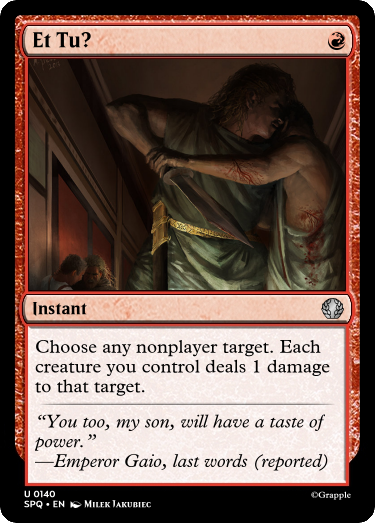 Et Tu?
Instant
Choose any nonplayer target. Each
creature you control deals 1 damage
to that target.
“You too, my son, will have a taste of
power.”
—Emperor Gaio, last words (reported)
U 0140
SPQ • EN Milek Jakubiec
©Grapple